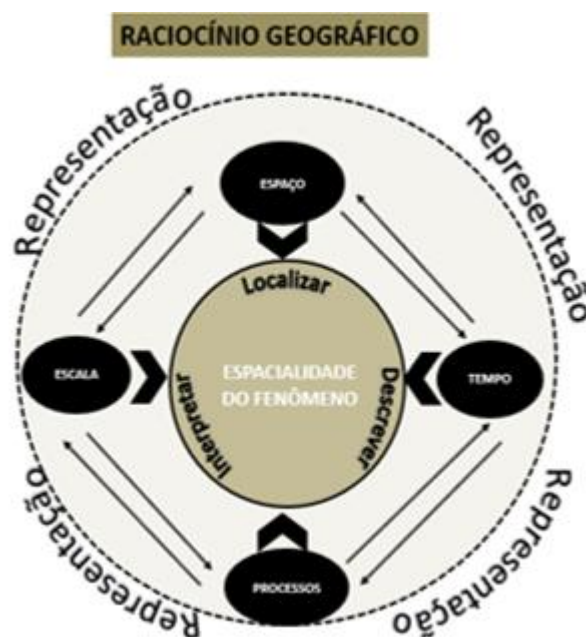 RACIOCÍNIO GEOGRÁFICO
Representação
Representação
ESPAÇO
Localizar
ESCALA
Interpretar
ESPACIALIDADE
DO FENÔMENO
Descrever
TEMPO
PROCESSOS
Representação
Representação